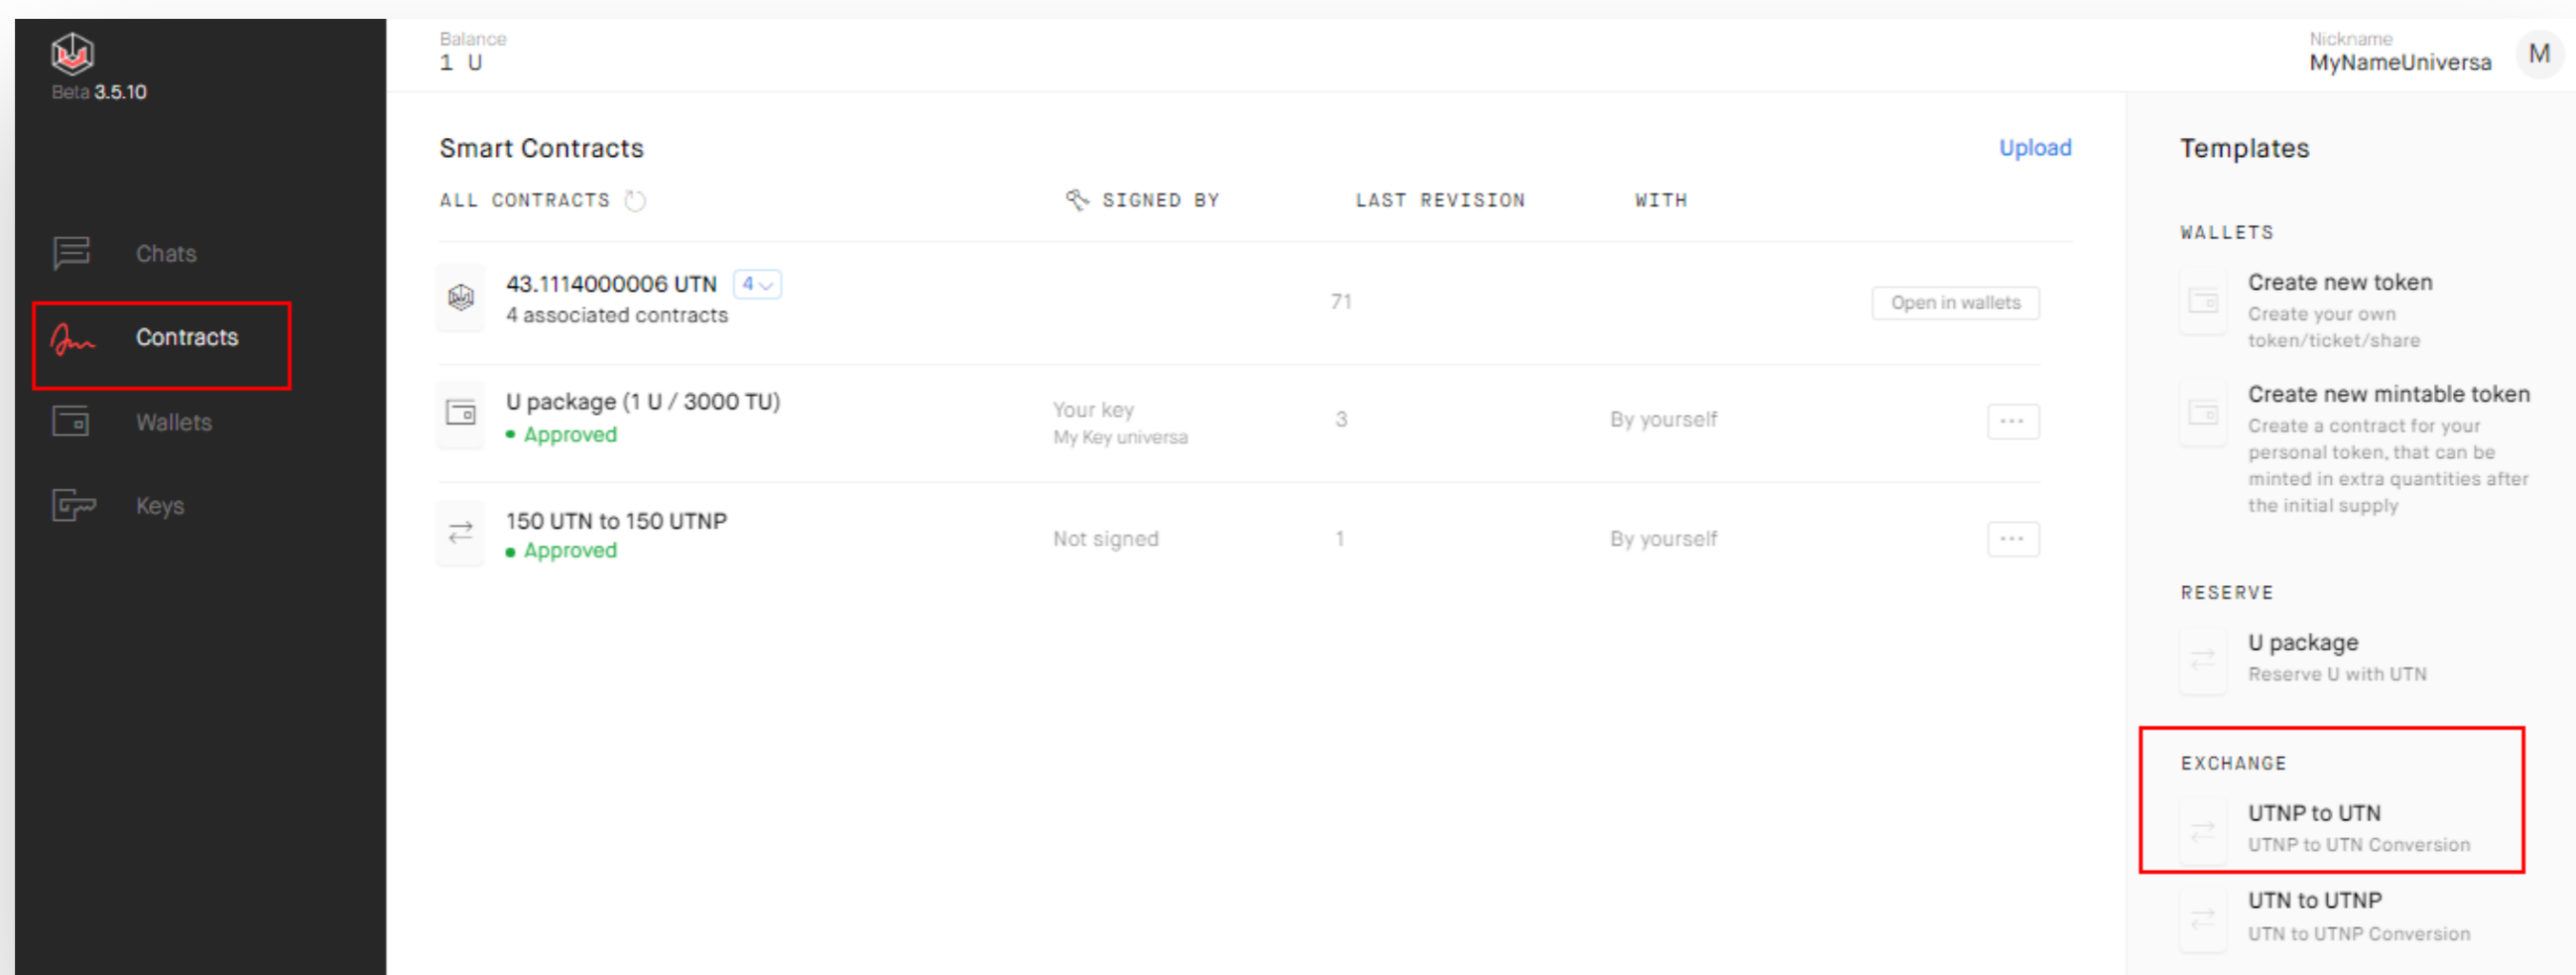 Beta 3.5.10
Chats
Contracts
Wallets
Keys
Balance
1 U
Nickname
MyNameUniversa
M
Smart Contracts
Upload
ALL CONTRACTS SIGNED BY LAST REVISION WITH
43.1114000006 UTN 4
4 associated contracts
71
Open in wallets
U package (1 U / 3000 TU)
• Approved
Your key
My Key universa
3
By yourself
...
150 UTN to 150 UTNP
• Approved
Not signed
1
By yourself
...
Templates
WALLETS
Create new token
Create your own
token/ticket/share
Create new mintable token
Create a contract for your
personal token, that can be
minted in extra quantities after
the initial supply
RESERVE
U package
Reserve U with UTN
EXCHANGE
UTNP to UTN
UTNP to UTN Conversion
UTN to UTNP
UTN to UTNP Conversion